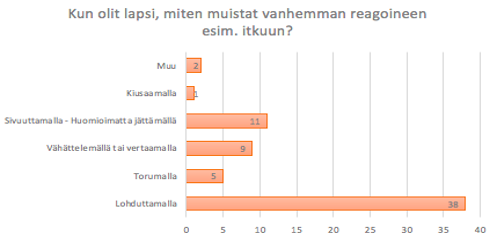 Kun olit lapsi, miten muistat vanhemman reagoineen
esim. itkuun?
Muu 2
Kiusaamalla 1
Sivuuttamalla - Huomioimatta jättämällä 11
Vähättelemällä tai vertaamalla 9
Torumalla 5
Lohduttamalla 38
0 5 10 15 20 25 30 35 40